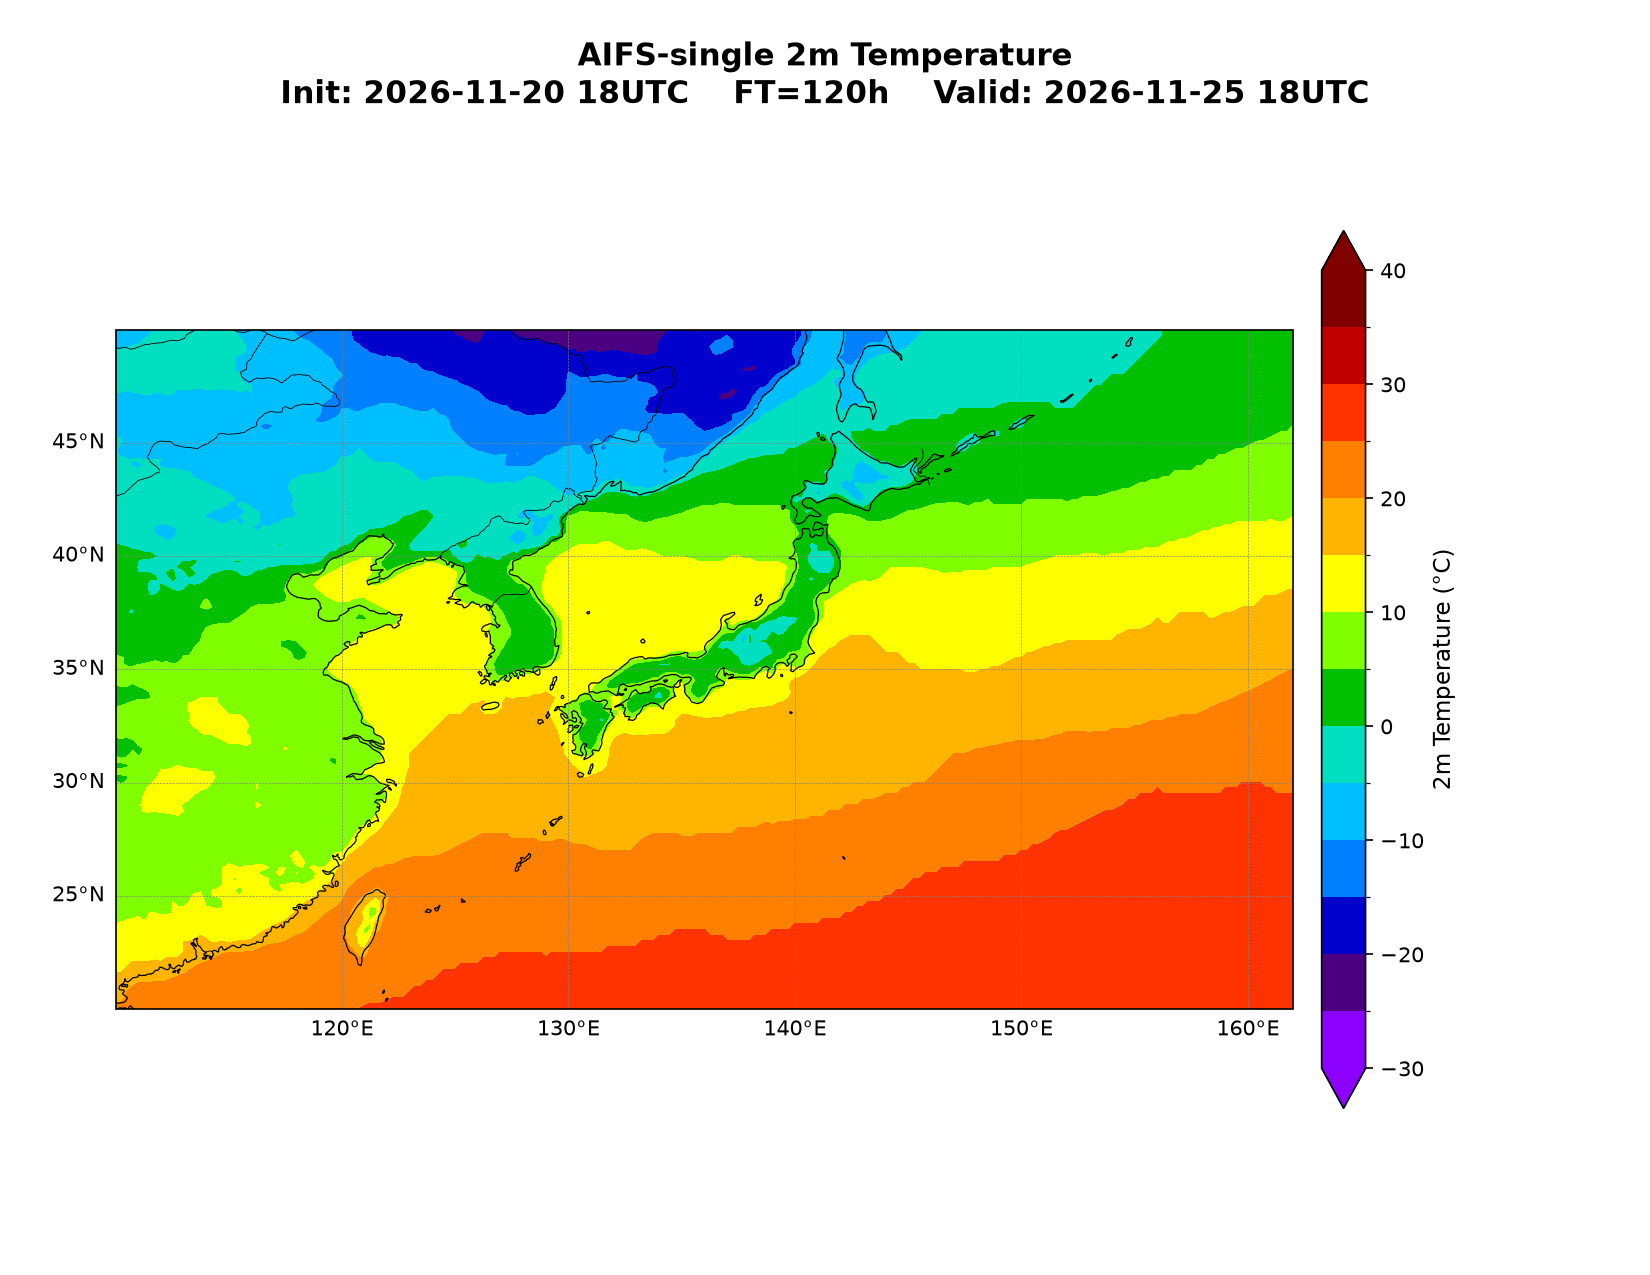 AIFS-single 2m Temperature
Init: 2026-11-20 18UTC    FT=120h    Valid: 2026-11-25 18UTC
45°N
40°N
35°N
30°N
25°N
120°E
130°E
140°E
150°E
160°E
40
30
20
10
0
−10
−20
−30
2m Temperature (°C)